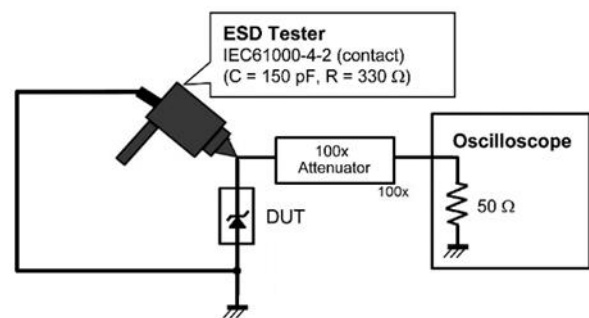 ESD Tester
IEC61000-4-2 (contact)
(C = 150 pF, R = 330 Ω)
100x
Attenuator
100x
Oscilloscope
50 Ω
DUT